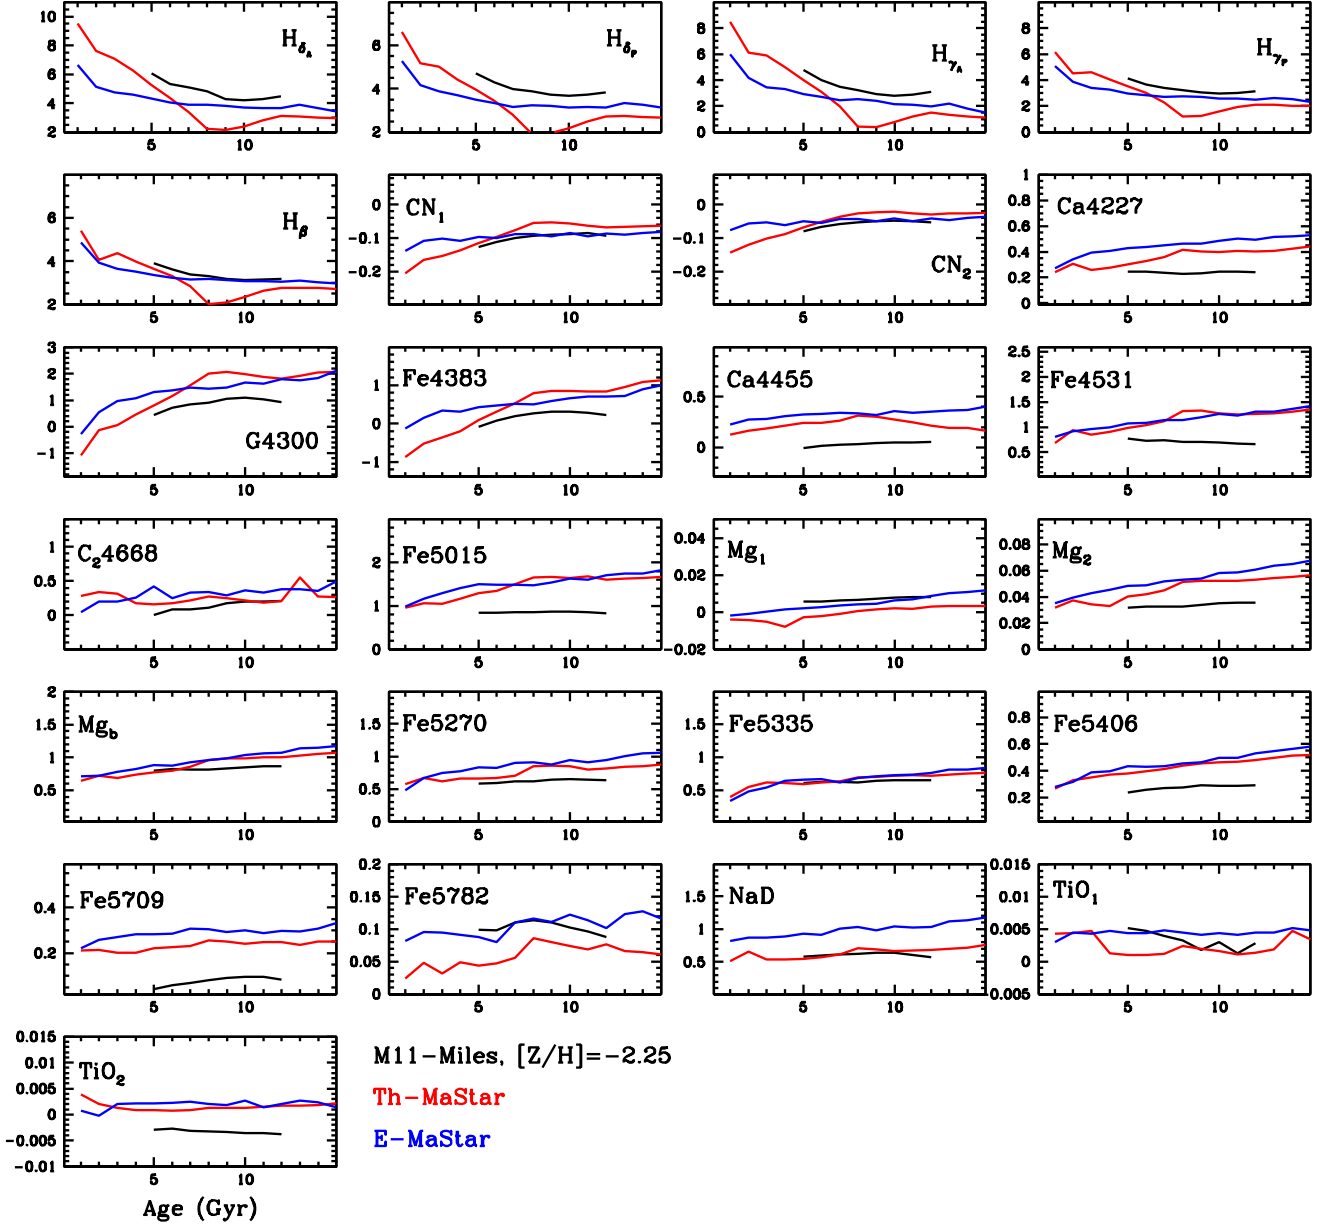 10 8 6 4 2 H_δ_A 5 10
6 4 2 H_δ_F 5 10
8 6 4 2 0 H_γ_A 5 10
8 6 4 2 0 H_γ_F 5 10
6 4 2 H_β 5 10
0 −0.1 −0.2 CN_1 5 10
0 −0.1 −0.2 CN_2 5 10
1 0.8 0.6 0.4 0.2 0 Ca4227 5 10
3 2 1 0 −1 G4300 5 10
1 0 −1 Fe4383 5 10
0.5 0 Ca4455 5 10
2.5 2 1.5 1 0.5 Fe4531 5 10
1 0.5 0 C_24668 5 10
2 1 0 Fe5015 5 10
0.04 0.02 0 −0.02 Mg_1 5 10
0.08 0.06 0.04 0.02 0 Mg_2 5 10
2 1.5 1 0.5 Mg_b 5 10
1.5 1 0.5 0 Fe5270 5 10
1.5 1 0.5 Fe5335 5 10
0.8 0.6 0.4 0.2 Fe5406 5 10
0.4 0.2 Fe5709 5 10
0.2 0.15 0.1 0.05 0 Fe5782 5 10
1.5 1 0.5 NaD 5 10
0.015 0.01 0.005 0 0.005 TiO_1 5 10
0.015 0.01 0.005 0 −0.005 −0.01 TiO_2 5 10
M11−Miles, [Z/H]=−2.25
Th−MaStar
E−MaStar
Age (Gyr)